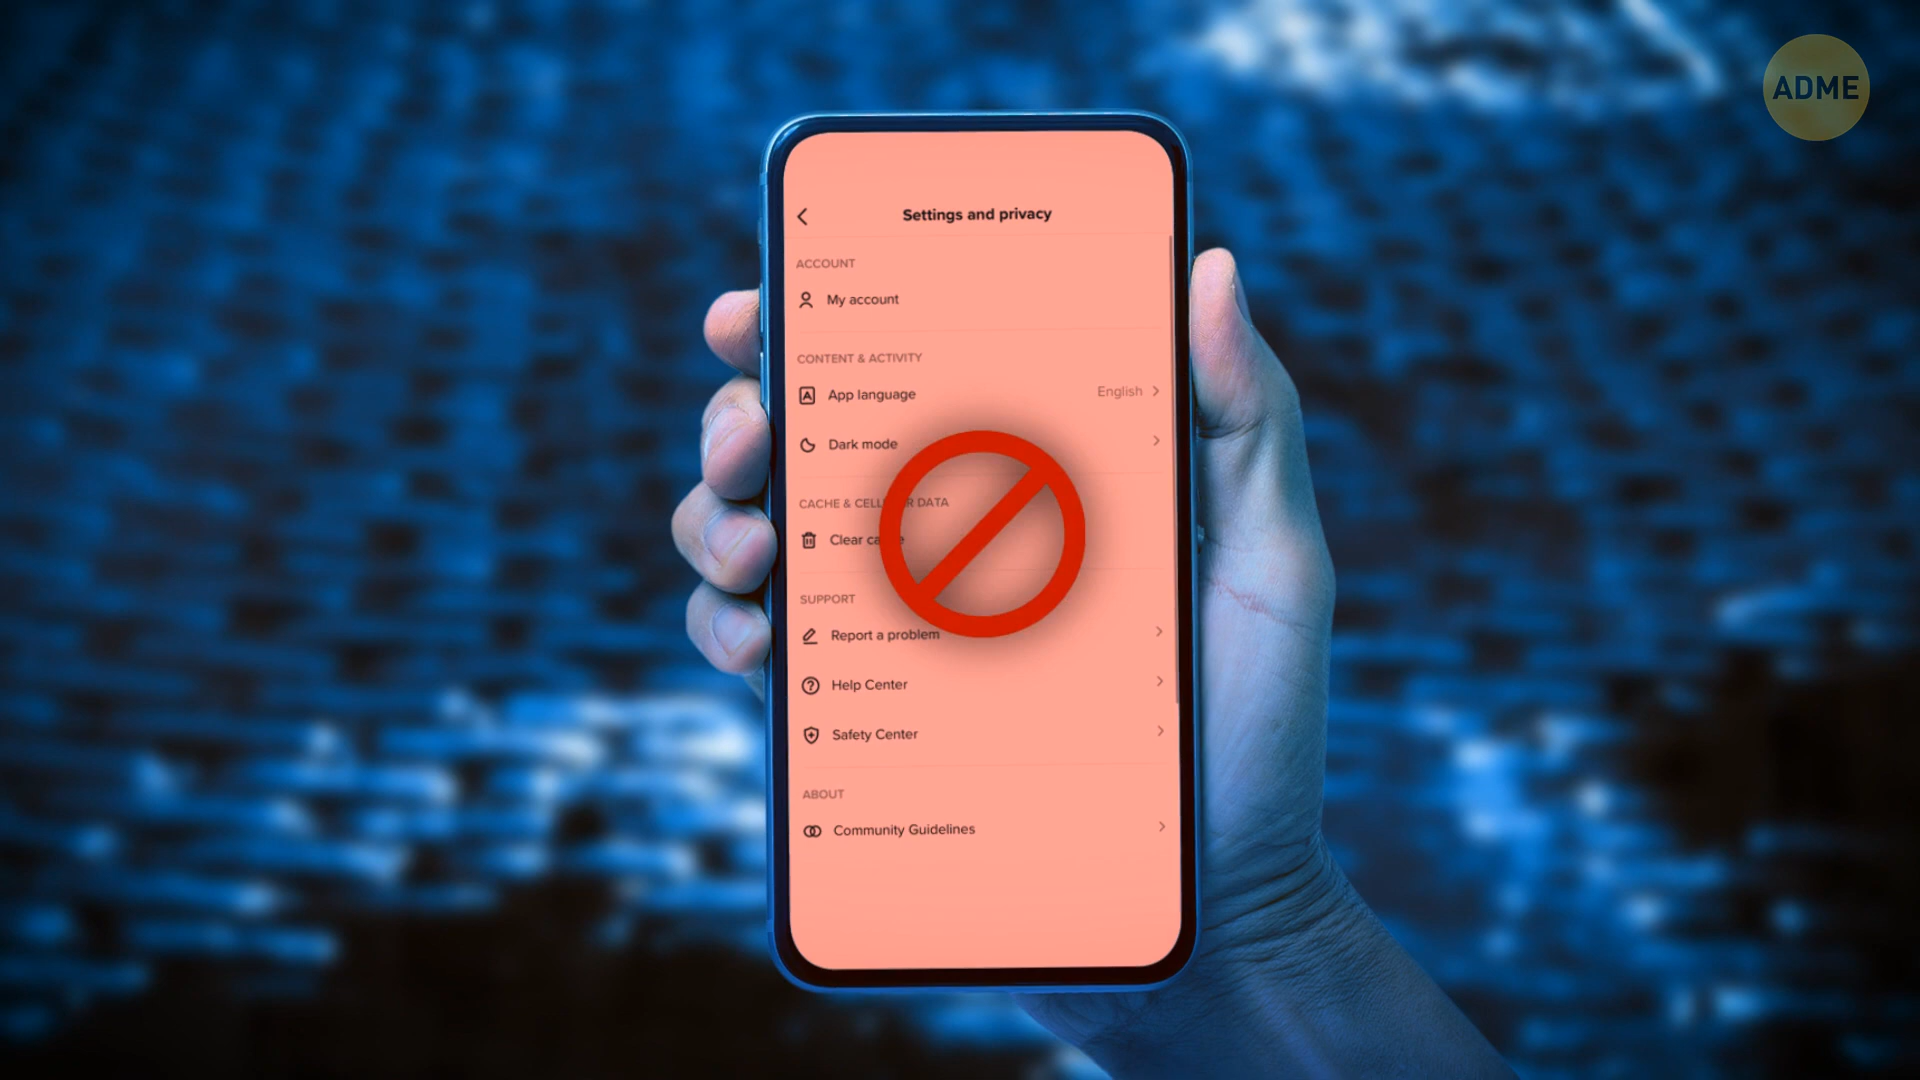 ADME
Settings and privacy
ACCOUNT
My account
CONTENT & ACTIVITY
App language English
Dark mode
CACHE & DATA
Clear
SUPPORT
Report a problem
Help Center
Safety Center
ABOUT
Community Guidelines